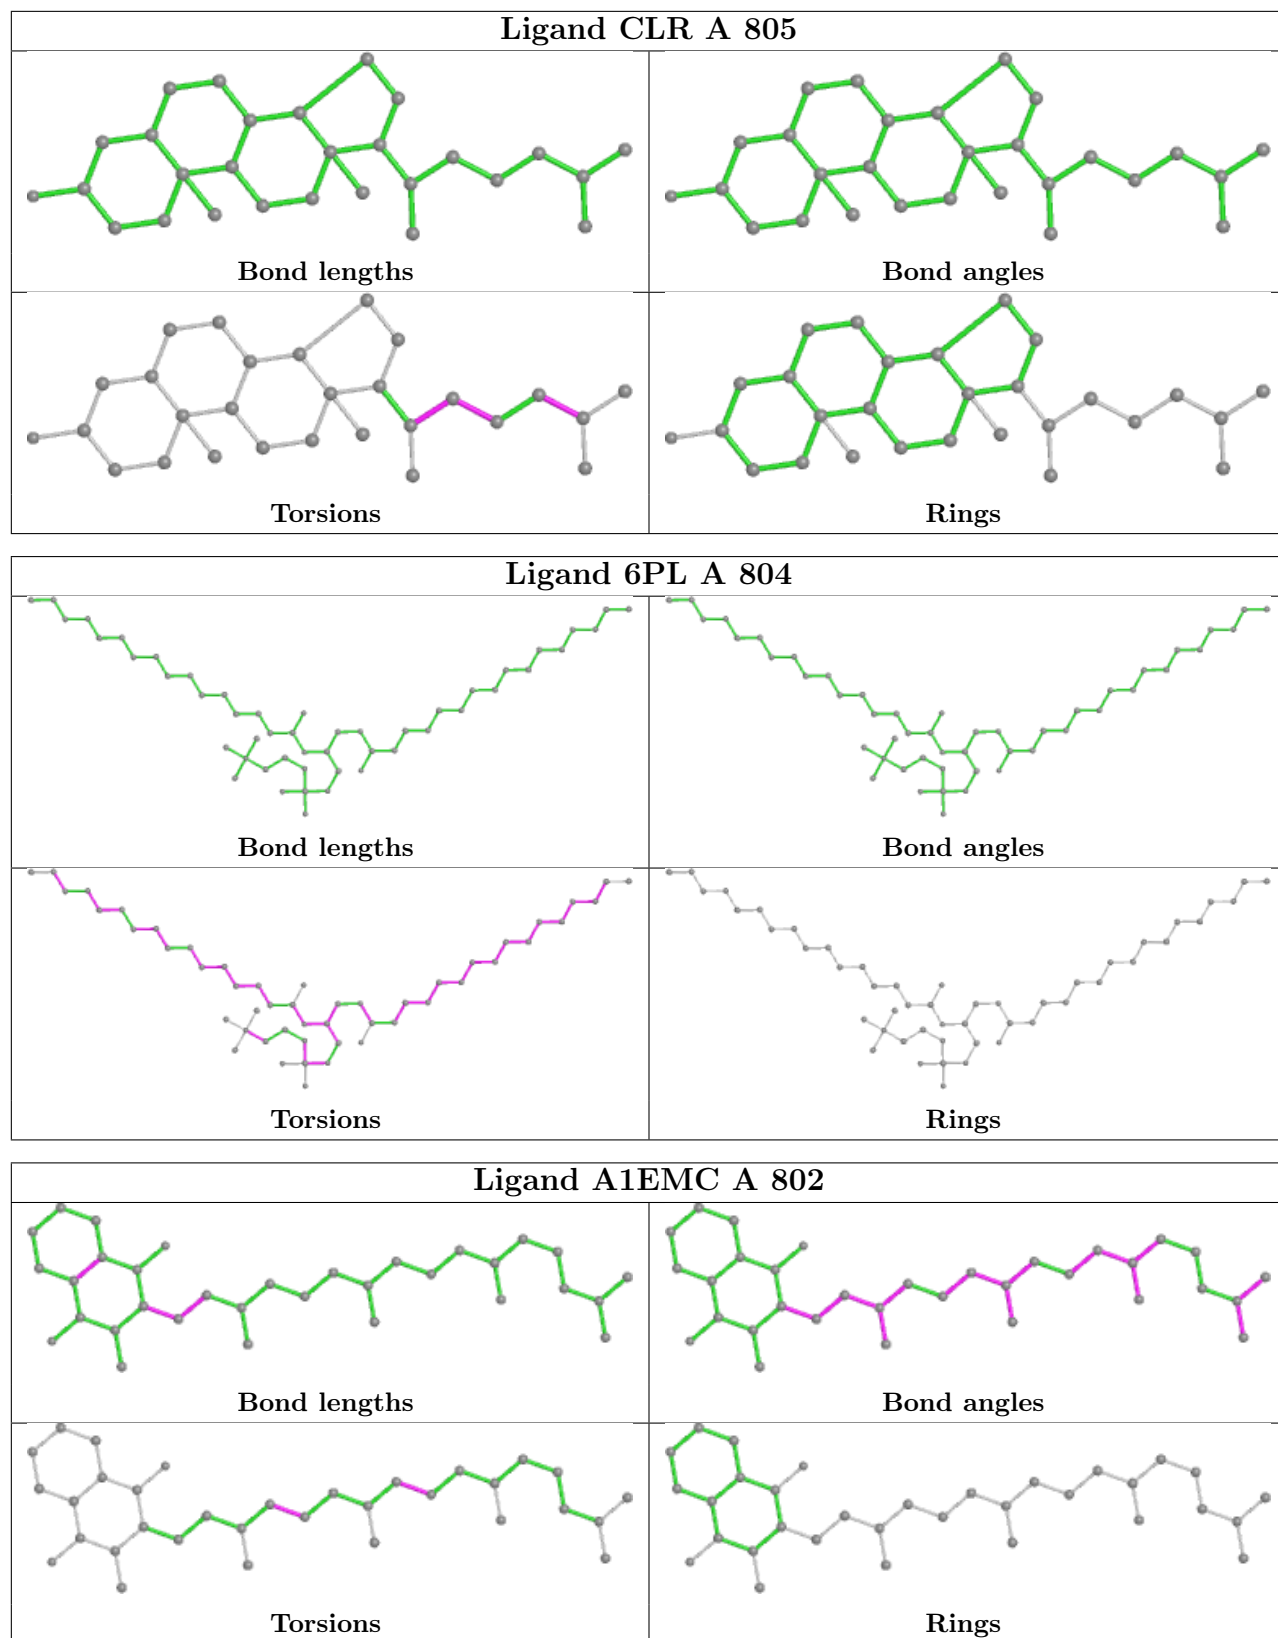 Ligand CLR A 805
Bond lengths
Bond angles
Torsions
Rings
Ligand 6PL A 804
Bond lengths
Bond angles
Torsions
Rings
Ligand A1EMC A 802
Bond lengths
Bond angles
Torsions
Rings